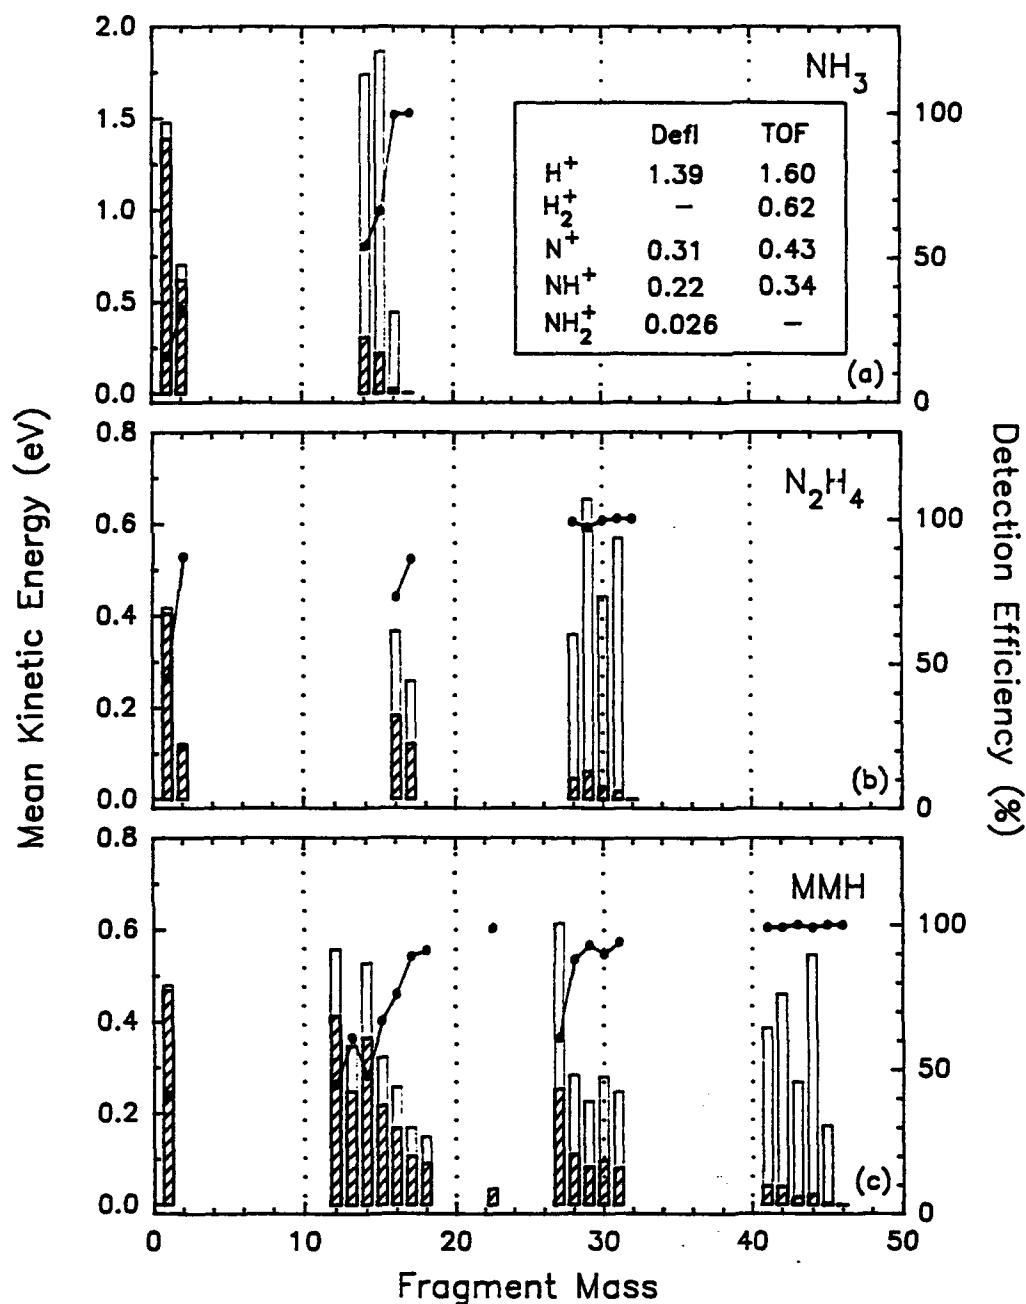 Mean Kinetic Energy (eV)
Detection Efficiency (%)
2.0
1.5
1.0
0.5
0.0
100
50
0
NH₃
Defl TOF
H⁺ 1.39 1.60
H₂⁺ – 0.62
N⁺ 0.31 0.43
NH⁺ 0.22 0.34
NH₂⁺ 0.026 –
(a)
0.8
0.6
0.4
0.2
0.0
100
50
0
N₂H₄
(b)
0.8
0.6
0.4
0.2
0.0
100
50
0
MMH
(c)
0 10 20 30 40 50
Fragment Mass